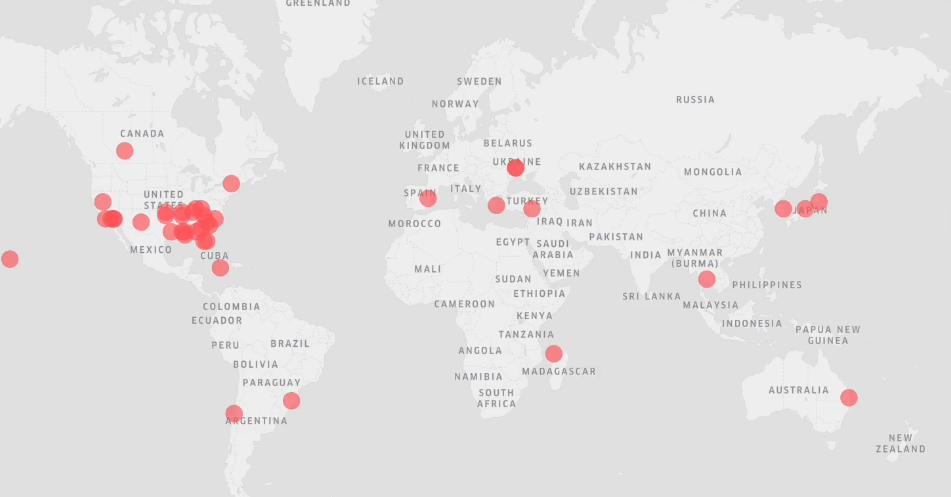 GREENLAND
ICELAND
SWEDEN
RUSSIA
NORWAY
CANADA
UNITED
KINGDOM
BELARUS
UKRAINE
FRANCE
KAZAKHSTAN
MONGOLIA
UNITED
STATES
SPAIN
ITALY
UZBEKISTAN
TURKEY
JAPAN
CHINA
MOROCCO
IRAQ
IRAN
PAKISTAN
EGYPT
SAUDI
ARABIA
MEXICO
CUBA
INDIA
MYANMAR
(BURMA)
MALI
YEMEN
SUDAN
PHILIPPINES
ETHIOPIA
SRI LANKA
MALAYSIA
COLOMBIA
CAMEROON
ECUADOR
KENYA
INDONESIA
PAPUA NEW
GUINEA
TANZANIA
PERU
BRAZIL
ANGOLA
BOLIVIA
MADAGASCAR
NAMIBIA
PARAGUAY
AUSTRALIA
SOUTH
AFRICA
ARGENTINA
NEW
ZEALAND